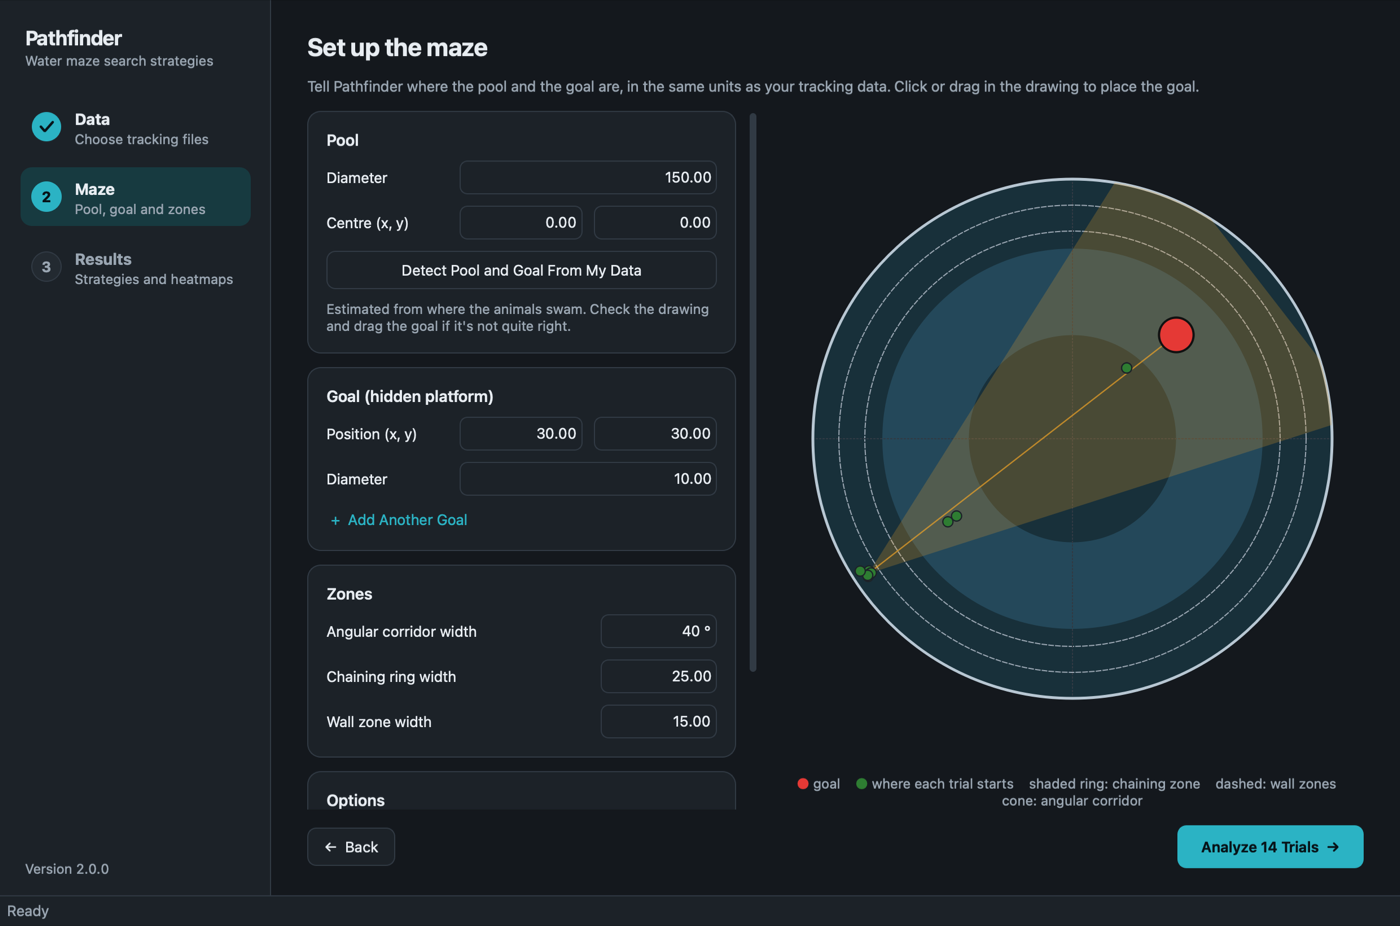 Pathfinder
Water maze search strategies
Data
Choose tracking files
2
Maze
Pool, goal and zones
3
Results
Strategies and heatmaps
Version 2.0.0
Ready
Set up the maze
Tell Pathfinder where the pool and the goal are, in the same units as your tracking data. Click or drag in the drawing to place the goal.
Pool
Diameter 150.00
Centre (x, y) 0.00 0.00
Detect Pool and Goal From My Data
Estimated from where the animals swam. Check the drawing
and drag the goal if it's not quite right.
Goal (hidden platform)
Position (x, y) 30.00 30.00
Diameter 10.00
+ Add Another Goal
Zones
Angular corridor width 40 °
Chaining ring width 25.00
Wall zone width 15.00
Options
goal where each trial starts shaded ring: chaining zone dashed: wall zones
cone: angular corridor
← Back
Analyze 14 Trials →